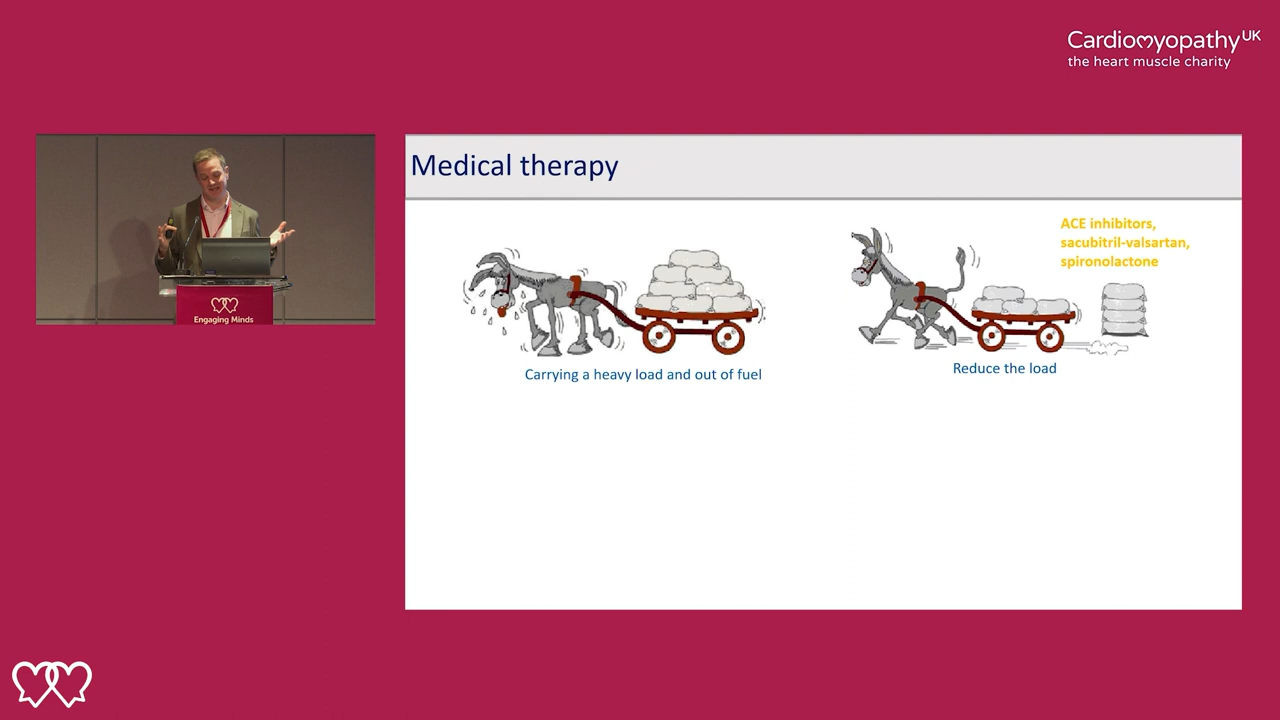 Cardiomyopathy UK
the heart muscle charity
Medical therapy
ACE inhibitors,
sacubitril-valsartan,
spironolactone
Carrying a heavy load and out of fuel
Reduce the load
Engaging Minds